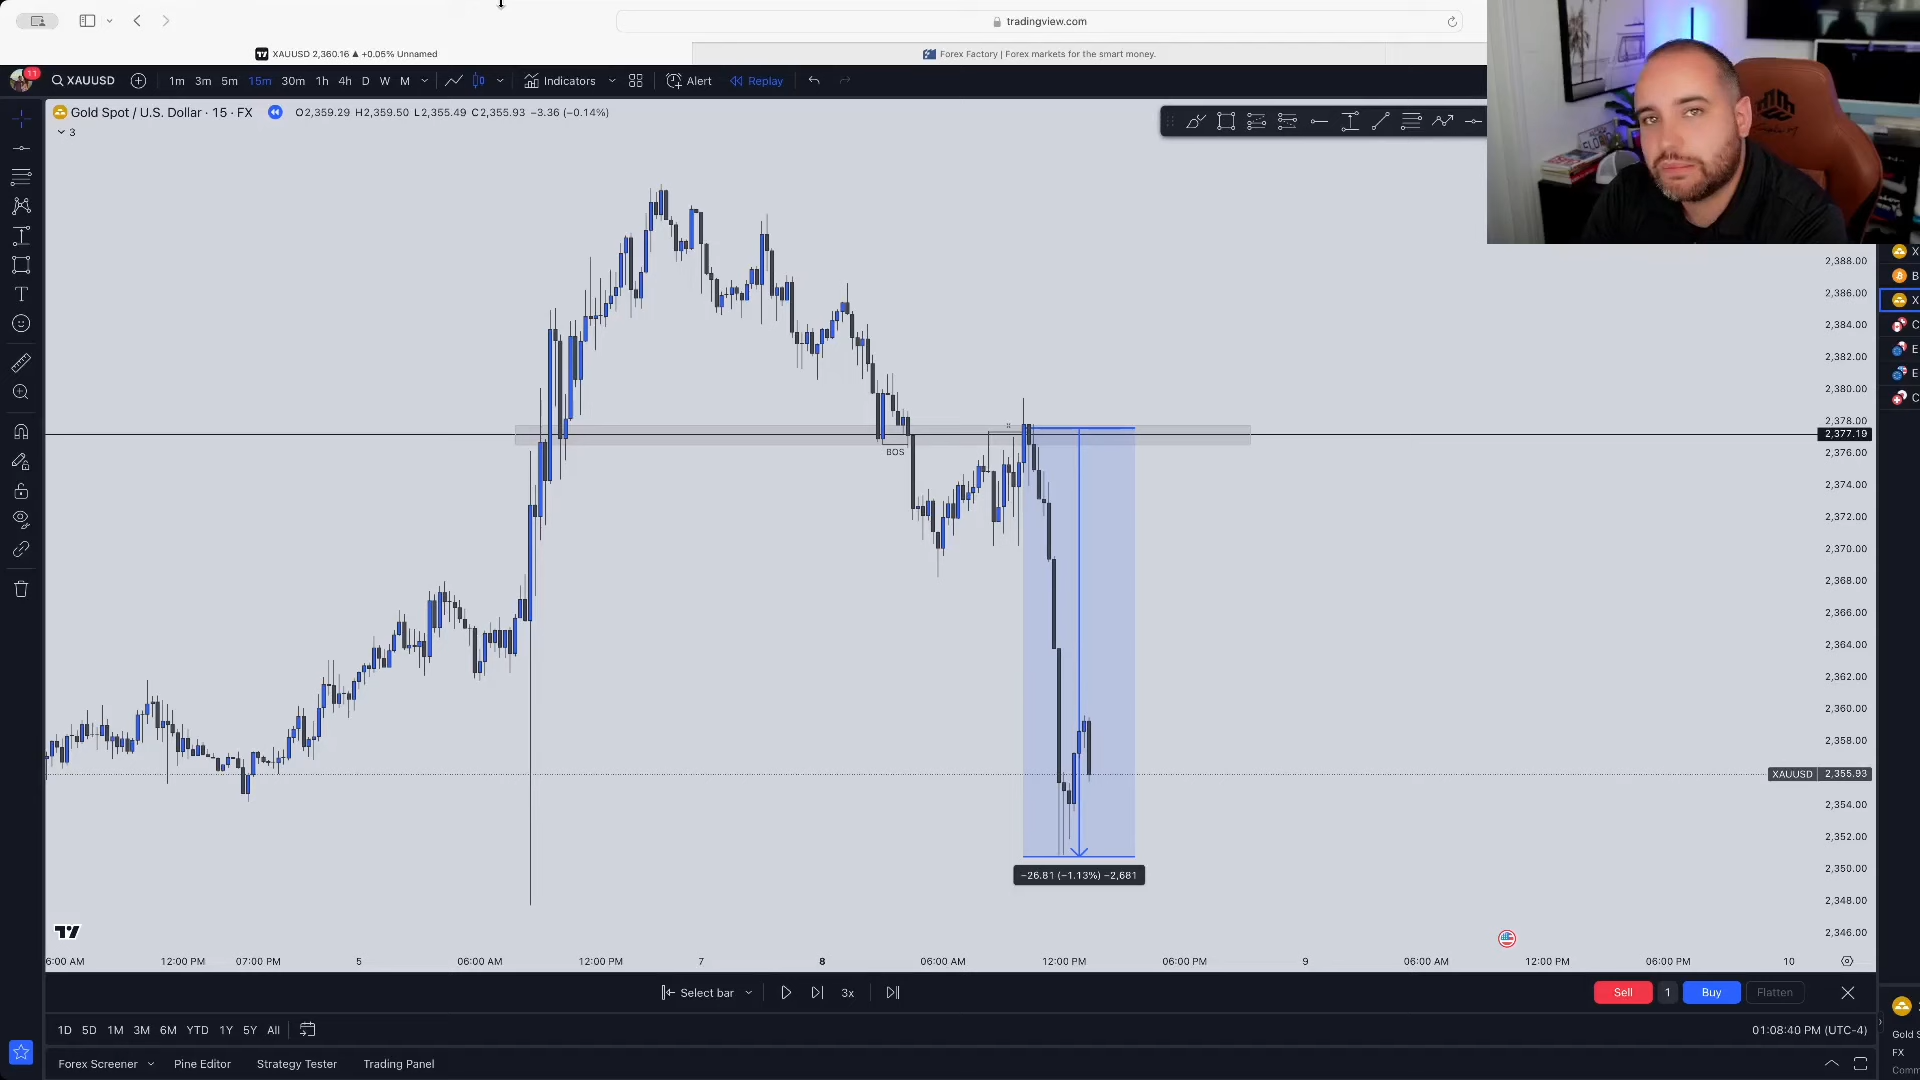 tradingview.com
XAUUSD 2,360.16 ▲ +0.05% Unnamed
Forex Factory | Forex markets for the smart money.
11
XAUUSD
1m 3m 5m 15m 30m 1h 4h D W M
Indicators
Alert
Replay
Gold Spot / U.S. Dollar · 15 · FX
O2,359.29 H2,359.50 L2,355.49 C2,355.93 −3.36 (−0.14%)
3
2,388.00
2,386.00
2,384.00
2,382.00
2,380.00
2,378.00
2,377.19
2,376.00
2,374.00
2,372.00
2,370.00
2,368.00
2,366.00
2,364.00
2,362.00
2,360.00
2,358.00
XAUUSD 2,355.93
2,354.00
2,352.00
2,350.00
2,348.00
2,346.00
X
B
X
C
E
E
C
BOS
−26.81 (−1.13%) −2,681
6:00 AM 12:00 PM 07:00 PM 5 06:00 AM 12:00 PM 7 8 06:00 AM 12:00 PM 06:00 PM 9 06:00 AM 12:00 PM 06:00 PM 10
Select bar
3x
Sell 1 Buy Flatten
1D 5D 1M 3M 6M YTD 1Y 5Y All
01:08:40 PM (UTC-4)
Forex Screener Pine Editor Strategy Tester Trading Panel
Gold S
FX
Comm